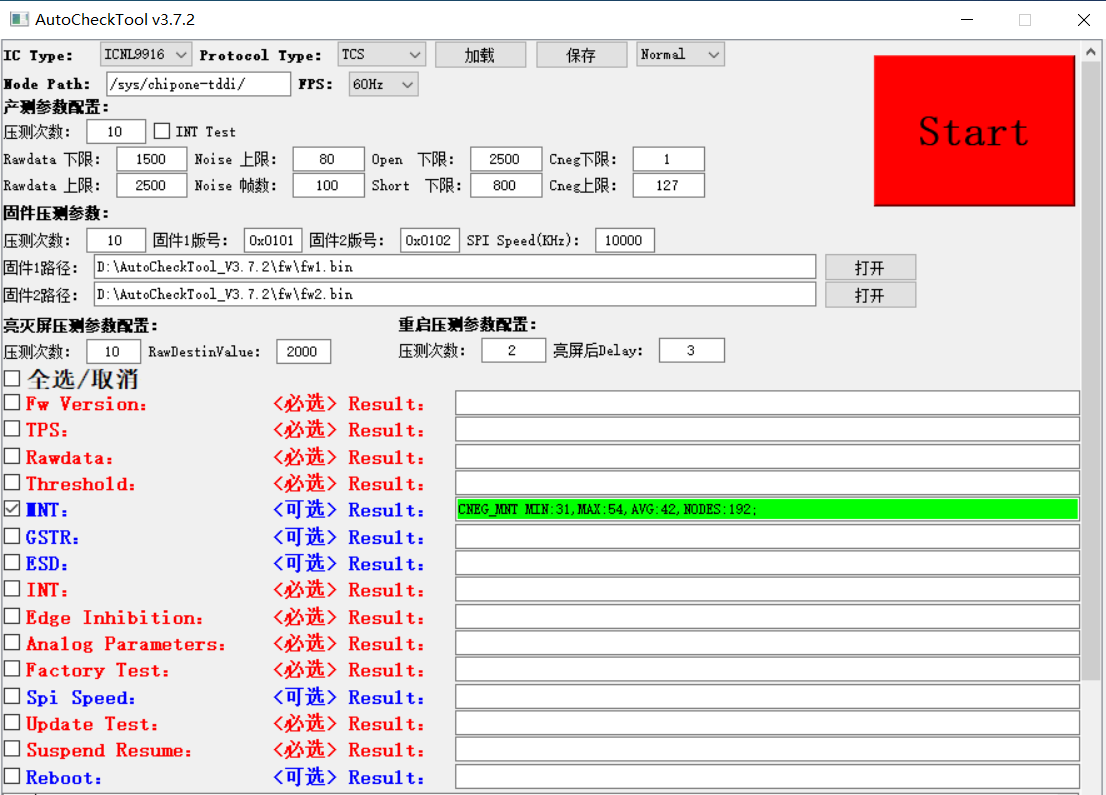 AutoCheckTool v3.7.2
IC Type: ICNL9916 Protocol Type: TCS 加载 保存 Normal
Node Path: /sys/chipone-tddi/ FPS: 60Hz
Start
产测参数配置:
压测次数: 10 INT Test
Rawdata 下限: 1500 Noise 上限: 80 Open 下限: 2500 Cneg下限: 1
Rawdata 上限: 2500 Noise 帧数: 100 Short 下限: 800 Cneg上限: 127
固件压测参数:
压测次数: 10 固件1版号: 0x0101 固件2版号: 0x0102 SPI Speed(KHz): 10000
固件1路径: D:\AutoCheckTool_V3.7.2\fw\fw1.bin 打开
固件2路径: D:\AutoCheckTool_V3.7.2\fw\fw2.bin 打开
亮灭屏压测参数配置: 重启压测参数配置:
压测次数: 10 RawDestinValue: 2000 压测次数: 2 亮屏后Delay: 3
全选/取消
Fw Version: <必选> Result:
TPS: <必选> Result:
Rawdata: <必选> Result:
Threshold: <必选> Result:
MNT: <可选> Result: CNEG_MNT MIN:31,MAX:54,AVG:42,NODES:192;
GSTR: <可选> Result:
ESD: <可选> Result:
INT: <必选> Result:
Edge Inhibition: <必选> Result:
Analog Parameters: <必选> Result:
Factory Test: <必选> Result:
Spi Speed: <可选> Result:
Update Test: <必选> Result:
Suspend Resume: <必选> Result:
Reboot: <可选> Result: